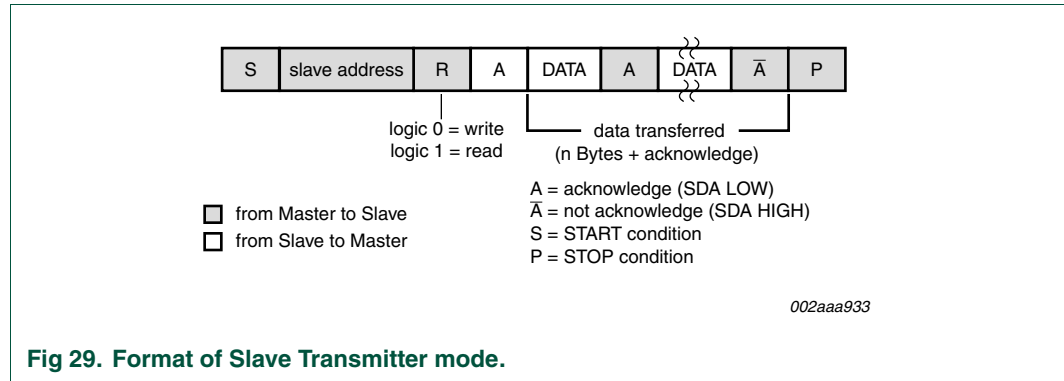 S slave address R A DATA A DATA A̅ P
logic 0 = write
logic 1 = read
data transferred
(n Bytes + acknowledge)
A = acknowledge (SDA LOW)
A̅ = not acknowledge (SDA HIGH)
S = START condition
P = STOP condition
from Master to Slave
from Slave to Master
002aaa933
Fig 29. Format of Slave Transmitter mode.